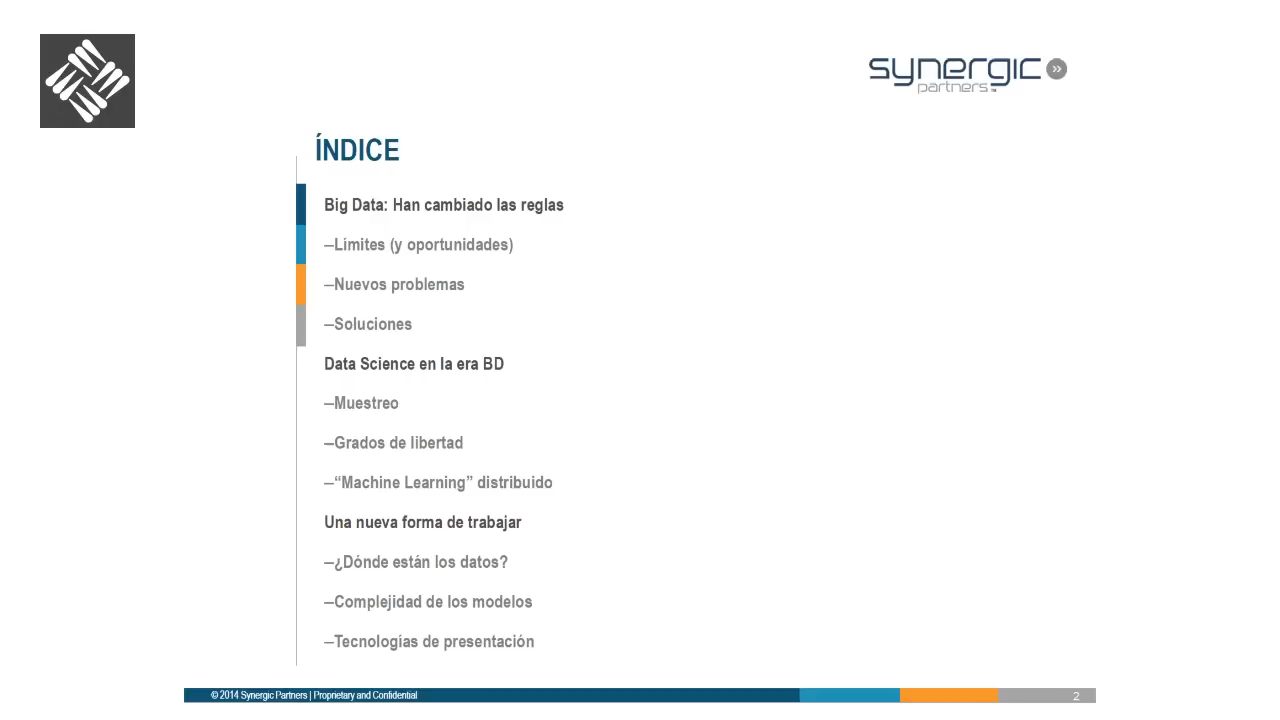 synergic
partners
ÍNDICE
Big Data: Han cambiado las reglas
–Límites (y oportunidades)
–Nuevos problemas
–Soluciones
Data Science en la era BD
–Muestreo
–Grados de libertad
–“Machine Learning” distribuido
Una nueva forma de trabajar
–¿Dónde están los datos?
–Complejidad de los modelos
–Tecnologías de presentación
© 2014 Synergic Partners | Proprietary and Confidential
2